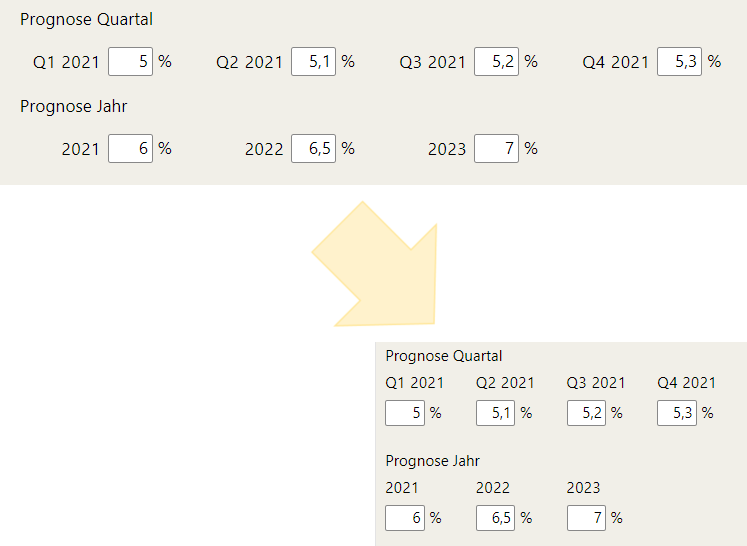 Prognose Quartal
Q1 2021 5 % Q2 2021 5,1 % Q3 2021 5,2 % Q4 2021 5,3 %
Prognose Jahr
2021 6 % 2022 6,5 % 2023 7 %
Prognose Quartal
Q1 2021 Q2 2021 Q3 2021 Q4 2021
5 % 5,1 % 5,2 % 5,3 %
Prognose Jahr
2021 2022 2023
6 % 6,5 % 7 %